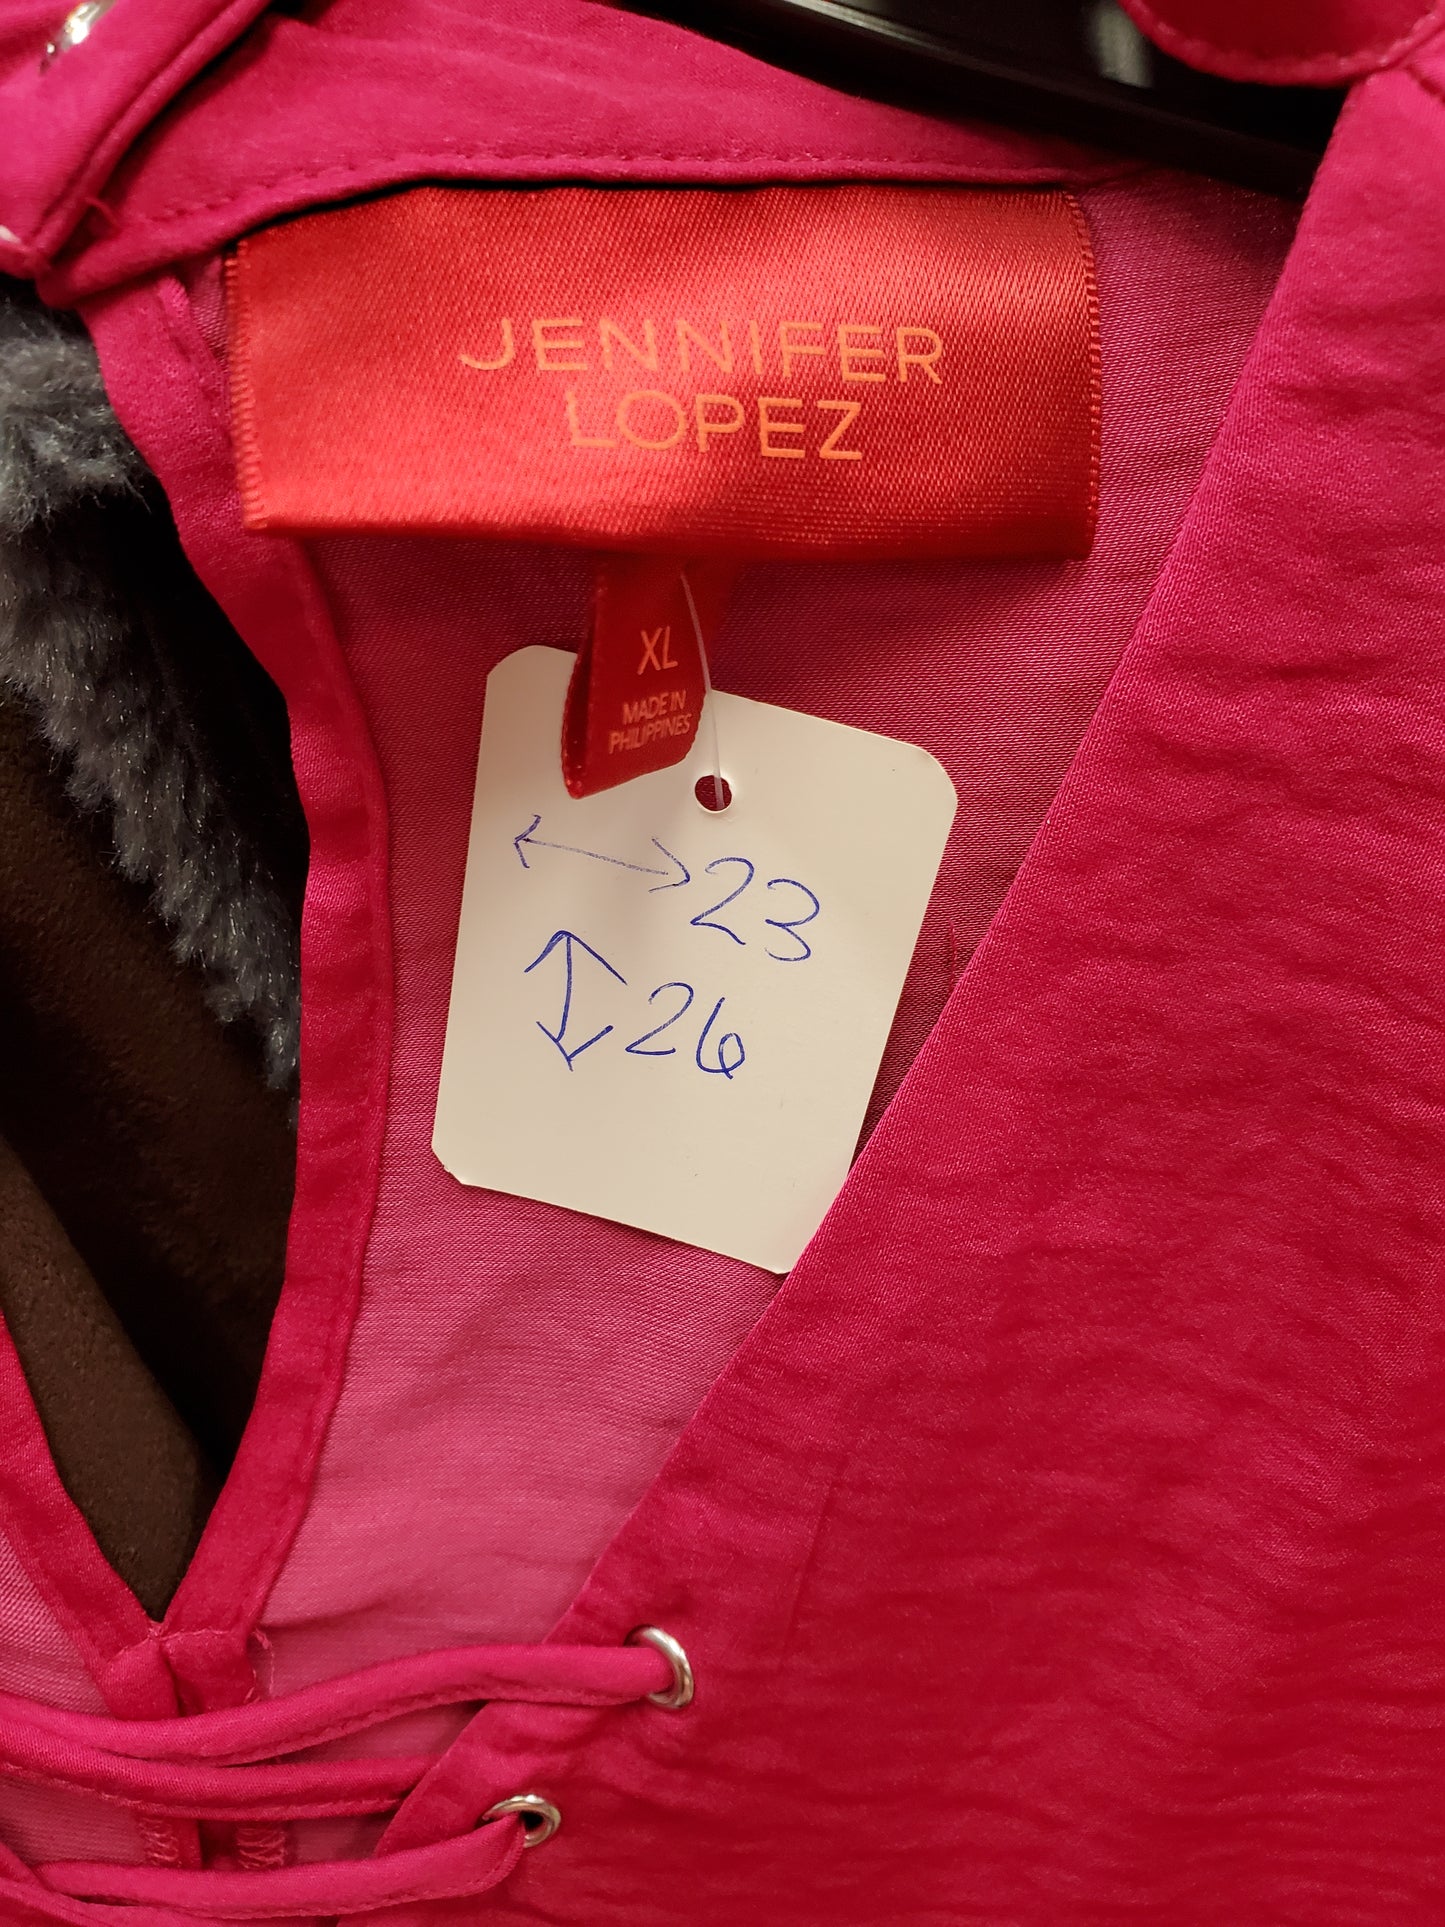 JENNIFER
LOPEZ
XL
MADE IN
PHILIPPINES
↔ 23
↕ 26